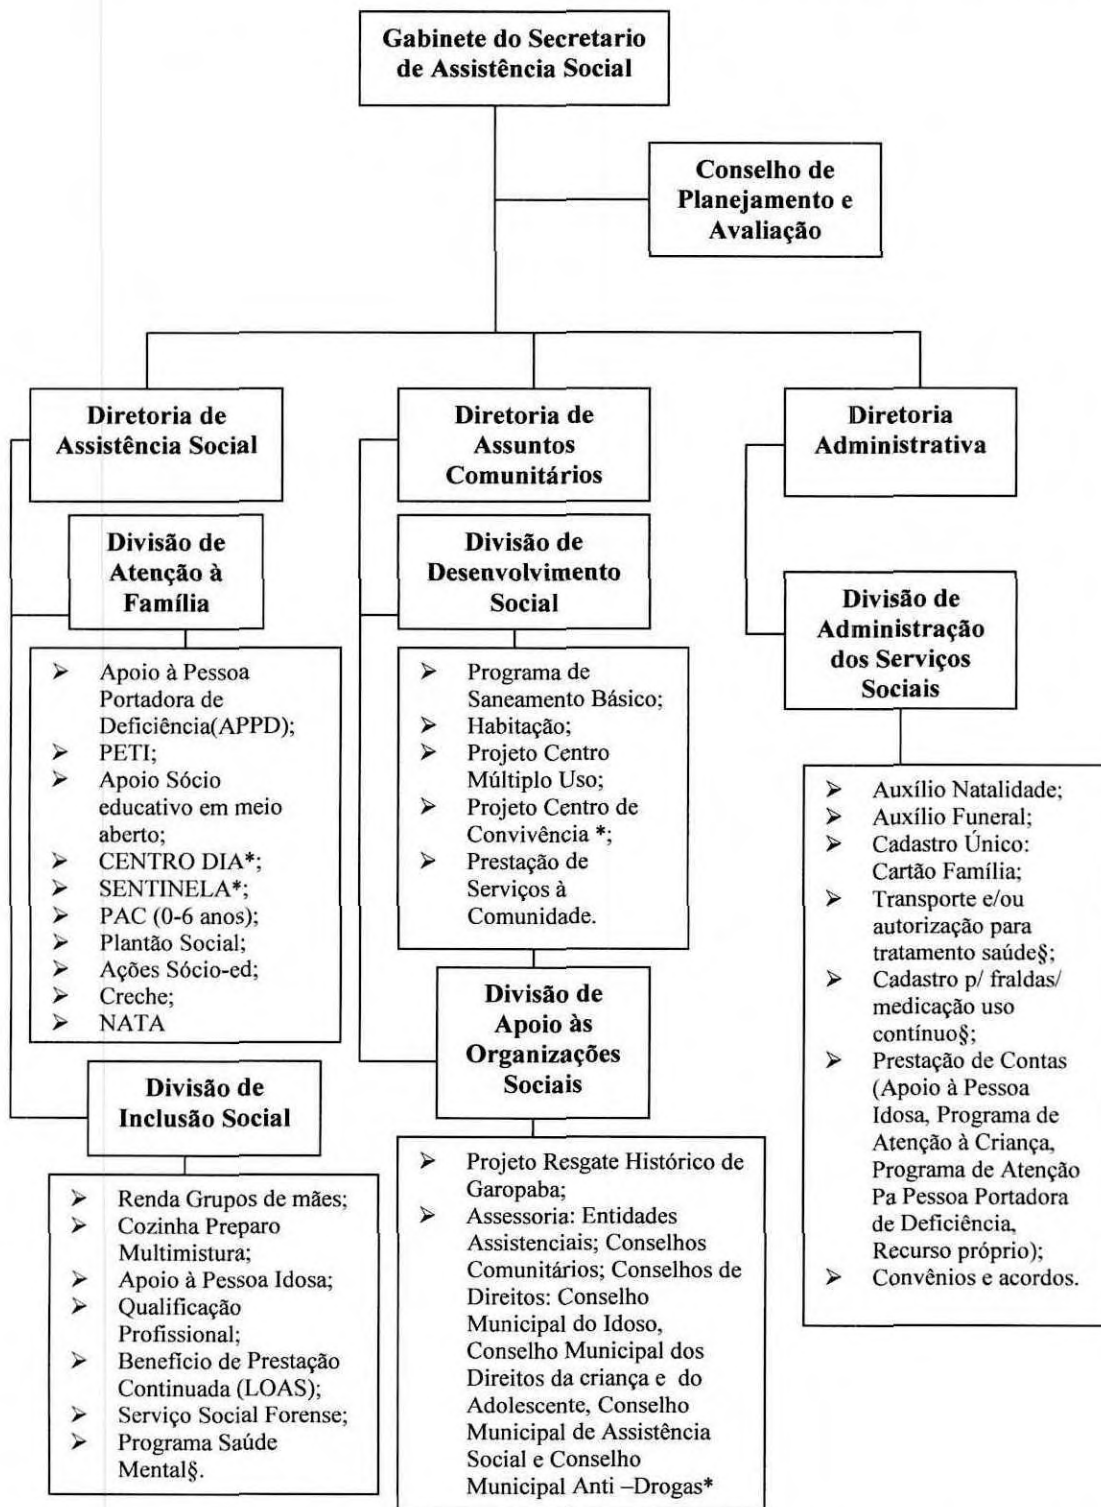 Gabinete do Secretario
de Assistência Social
Conselho de
Planejamento e
Avaliação
Diretoria de
Assistência Social
Divisão de
Atenção à
Família
➢ Apoio à Pessoa
Portadora de
Deficiência(APPD);
➢ PETI;
➢ Apoio Sócio
educativo em meio
aberto;
➢ CENTRO DIA*;
➢ SENTINELA*;
➢ PAC (0-6 anos);
➢ Plantão Social;
➢ Ações Sócio-ed;
➢ Creche;
➢ NATA
Divisão de
Inclusão Social
➢ Renda Grupos de mães;
➢ Cozinha Preparo
Multimistura;
➢ Apoio à Pessoa Idosa;
➢ Qualificação
Profissional;
➢ Benefício de Prestação
Continuada (LOAS);
➢ Serviço Social Forense;
➢ Programa Saúde
Mental§.
Diretoria de
Assuntos
Comunitários
Divisão de
Desenvolvimento
Social
➢ Programa de
Saneamento Básico;
➢ Habitação;
➢ Projeto Centro
Múltiplo Uso;
➢ Projeto Centro de
Convivência *;
➢ Prestação de
Serviços à
Comunidade.
Divisão de
Apoio às
Organizações
Sociais
➢ Projeto Resgate Histórico de
Garopaba;
➢ Assessoria: Entidades
Assistenciais; Conselhos
Comunitários; Conselhos de
Direitos: Conselho
Municipal do Idoso,
Conselho Municipal dos
Direitos da criança e do
Adolescente, Conselho
Municipal de Assistência
Social e Conselho
Municipal Anti –Drogas*
Diretoria
Administrativa
Divisão de
Administração
dos Serviços
Sociais
➢ Auxílio Natalidade;
➢ Auxílio Funeral;
➢ Cadastro Único:
Cartão Família;
➢ Transporte e/ou
autorização para
tratamento saúde§;
➢ Cadastro p/ fraldas/
medicação uso
contínuo§;
➢ Prestação de Contas
(Apoio à Pessoa
Idosa, Programa de
Atenção à Criança,
Programa de Atenção
Pa Pessoa Portadora
de Deficiência,
Recurso próprio);
➢ Convênios e acordos.